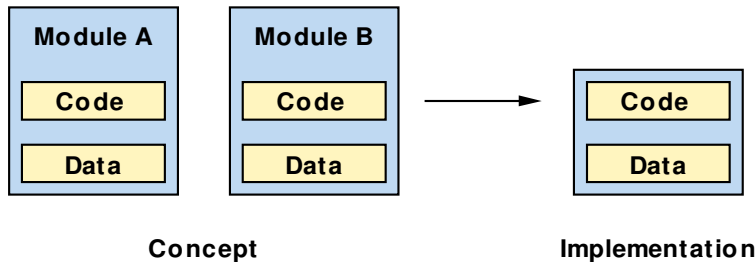 Module A
Code
Data
Module B
Code
Data
Code
Data
Concept
Implementation